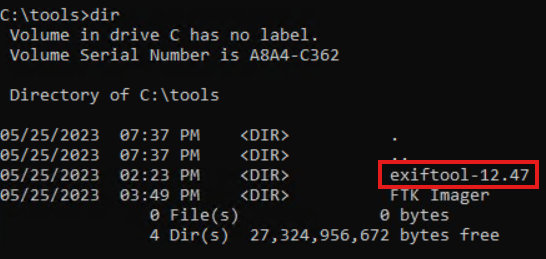 C:\tools>dir
 Volume in drive C has no label.
 Volume Serial Number is A8A4-C362
 Directory of C:\tools
05/25/2023  07:37 PM    <DIR>          .
05/25/2023  07:37 PM    <DIR>          ..
05/25/2023  02:23 PM    <DIR>          exiftool-12.47
05/25/2023  03:49 PM    <DIR>          FTK Imager
               0 File(s)              0 bytes
               4 Dir(s)  27,324,956,672 bytes free